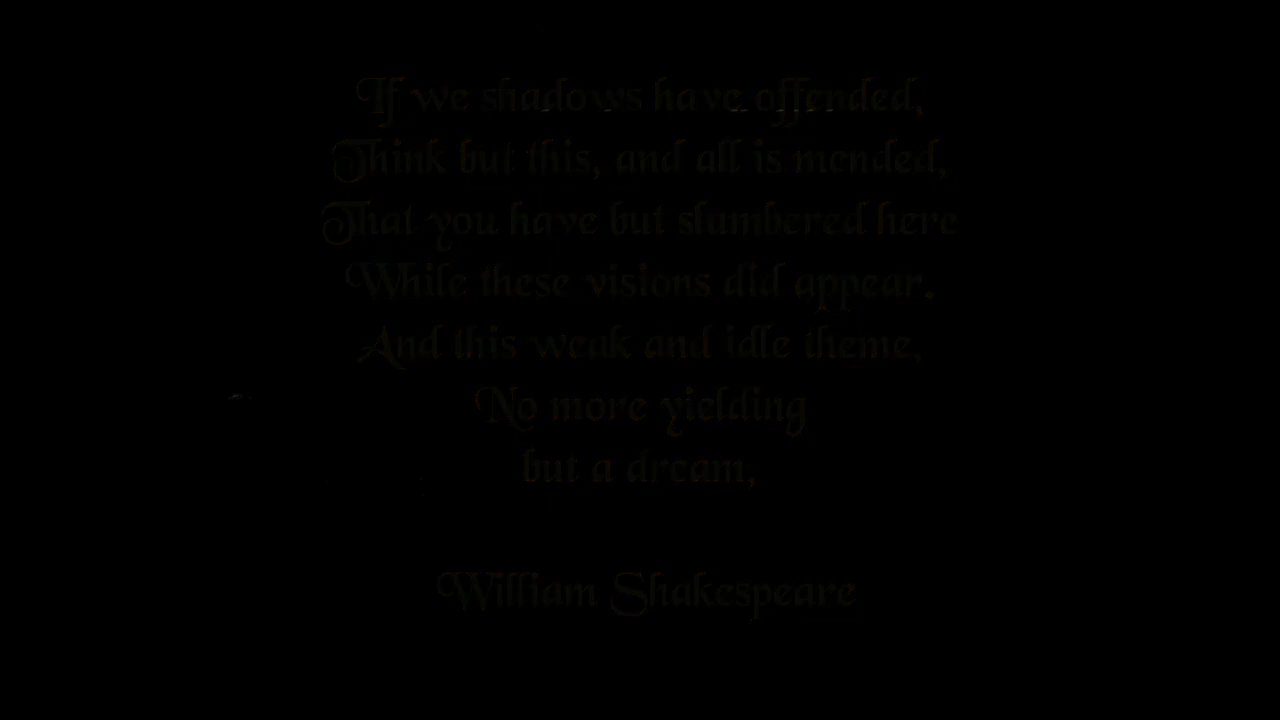 If we shadows have offended,
Think but this, and all is mended,
That you have but slumbered here
While these visions did appear.
And this weak and idle theme,
No more yielding
but a dream,
William Shakespeare